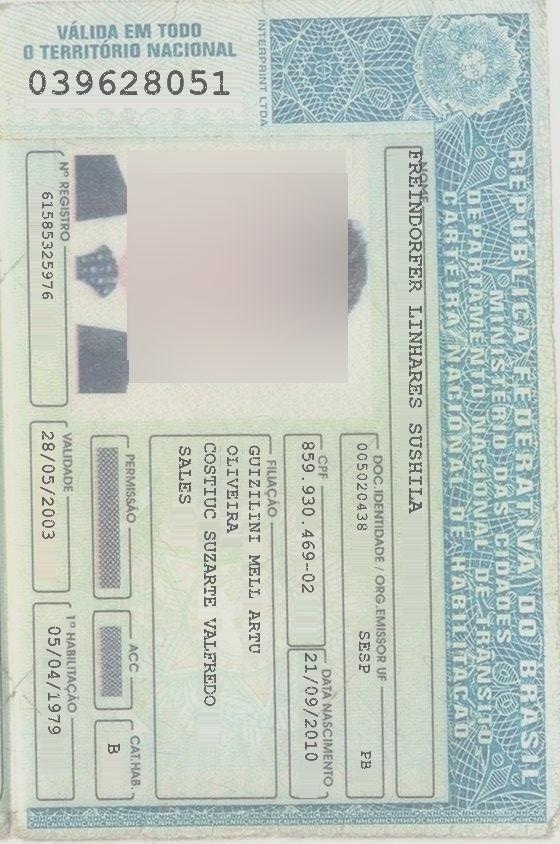 VÁLIDA EM TODO
O TERRITÓRIO NACIONAL
039628051
INTERPRINT LTDA.
REPÚBLICA FEDERATIVA DO BRASIL
MINISTÉRIO DAS CIDADES
DEPARTAMENTO NACIONAL DE TRÂNSITO
CARTEIRA NACIONAL DE HABILITAÇÃO
NOME
FREINDORFER LINHARES SUSHILA
DOC. IDENTIDADE / ORG. EMISSOR UF
005020438 SESP PB
CPF
859.930.469-02
DATA NASCIMENTO
21/09/2010
FILIAÇÃO
GUIZILINI MELL ARTU
OLIVEIRA
COSTIUC SUZARTE VALFREDO
SALES
PERMISSÃO
ACC
CAT.HAB.
B
Nº REGISTRO
61585325976
VALIDADE
28/05/2003
1ª HABILITAÇÃO
05/04/1979